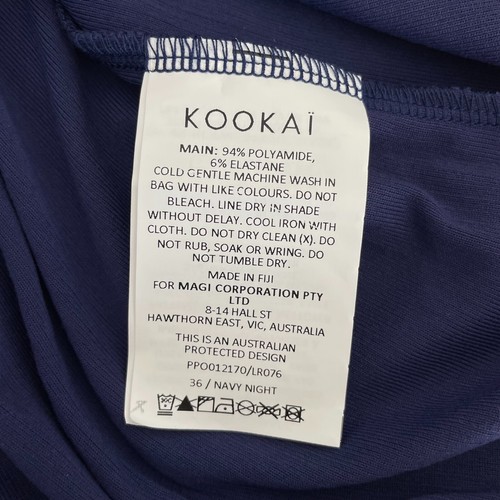 KOOKAÏ
MAIN: 94% POLYAMIDE,
6% ELASTANE
COLD GENTLE MACHINE WASH IN
BAG WITH LIKE COLOURS. DO NOT
BLEACH. LINE DRY IN SHADE
WITHOUT DELAY. COOL IRON WITH
CLOTH. DO NOT DRY CLEAN (X). DO
NOT RUB, SOAK OR WRING. DO
NOT TUMBLE DRY.
MADE IN FIJI
FOR MAGI CORPORATION PTY
LTD
8-14 HALL ST
HAWTHORN EAST, VIC, AUSTRALIA
THIS IS AN AUSTRALIAN
PROTECTED DESIGN
PPO012170/LR076
36 / NAVY NIGHT